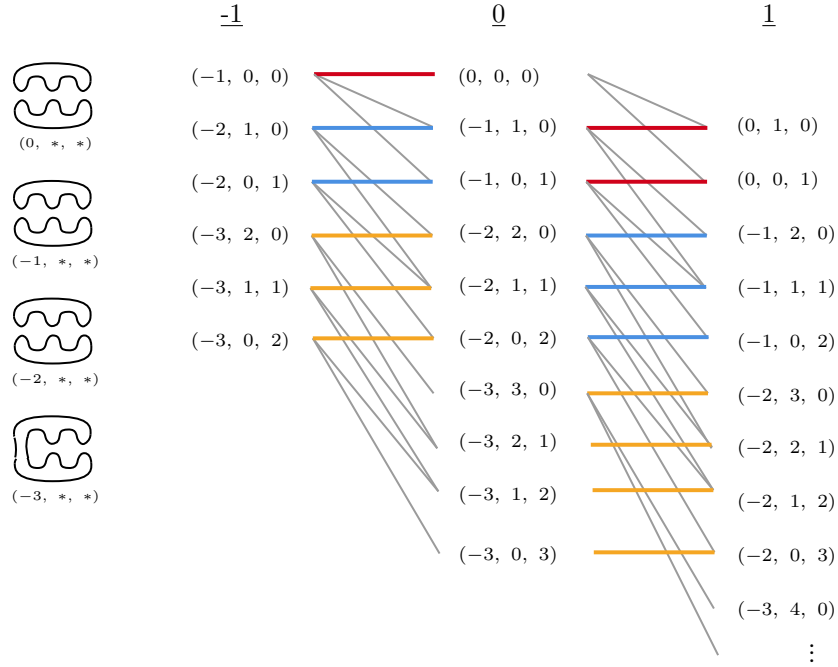 -1 0 1
(−1, 0, 0) (0, 0, 0)
(−2, 1, 0) (−1, 1, 0) (0, 1, 0)
(0, ∗, ∗)
(−2, 0, 1) (−1, 0, 1) (0, 0, 1)
(−3, 2, 0) (−2, 2, 0) (−1, 2, 0)
(−1, ∗, ∗)
(−3, 1, 1) (−2, 1, 1) (−1, 1, 1)
(−3, 0, 2) (−2, 0, 2) (−1, 0, 2)
(−2, ∗, ∗)
(−3, 3, 0) (−2, 3, 0)
(−3, 2, 1) (−2, 2, 1)
(−3, ∗, ∗)
(−3, 1, 2) (−2, 1, 2)
(−3, 0, 3) (−2, 0, 3)
(−3, 4, 0)
⋮